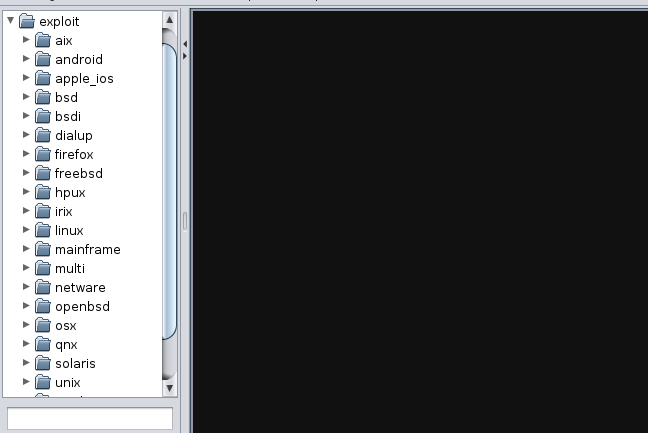 exploit
aix
android
apple_ios
bsd
bsdi
dialup
firefox
freebsd
hpux
irix
linux
mainframe
multi
netware
openbsd
osx
qnx
solaris
unix